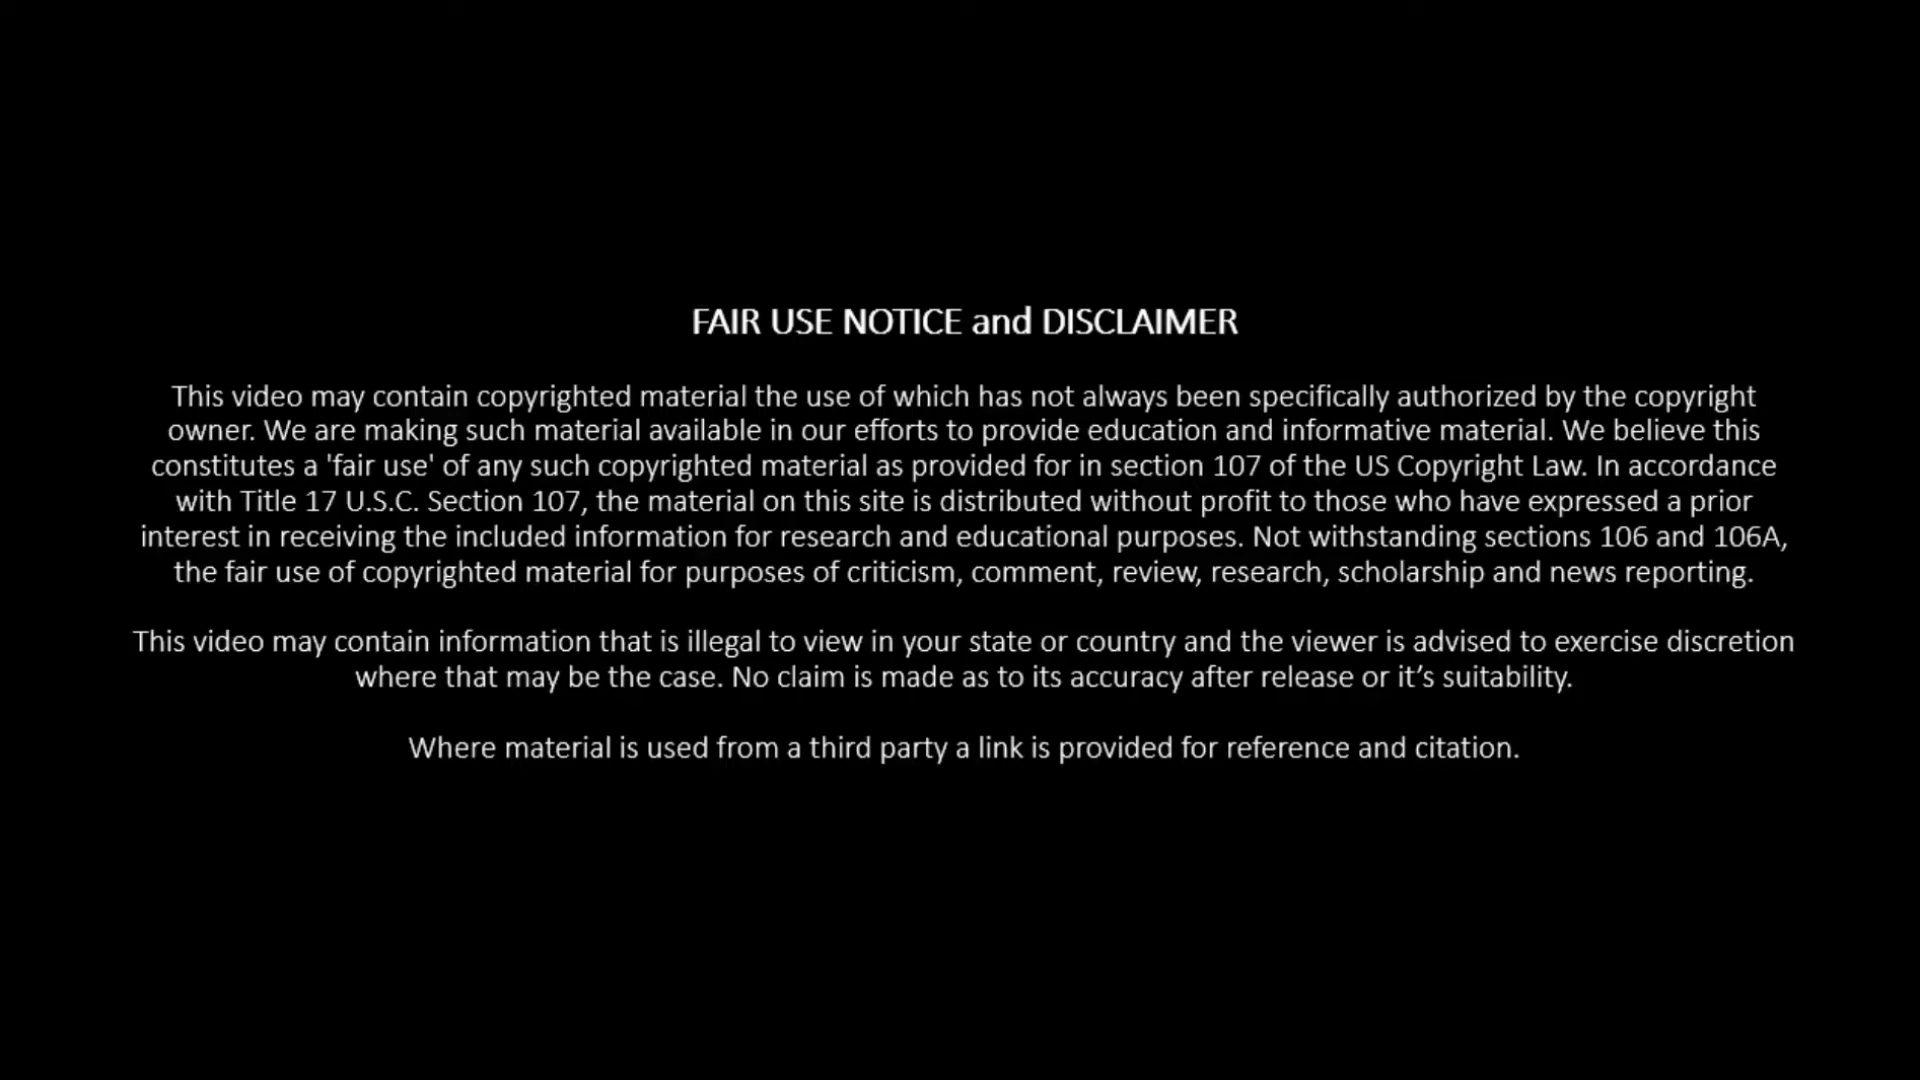 FAIR USE NOTICE and DISCLAIMER
This video may contain copyrighted material the use of which has not always been specifically authorized by the copyright
owner. We are making such material available in our efforts to provide education and informative material. We believe this
constitutes a 'fair use' of any such copyrighted material as provided for in section 107 of the US Copyright Law. In accordance
with Title 17 U.S.C. Section 107, the material on this site is distributed without profit to those who have expressed a prior
interest in receiving the included information for research and educational purposes. Not withstanding sections 106 and 106A,
the fair use of copyrighted material for purposes of criticism, comment, review, research, scholarship and news reporting.
This video may contain information that is illegal to view in your state or country and the viewer is advised to exercise discretion
where that may be the case. No claim is made as to its accuracy after release or it’s suitability.
Where material is used from a third party a link is provided for reference and citation.